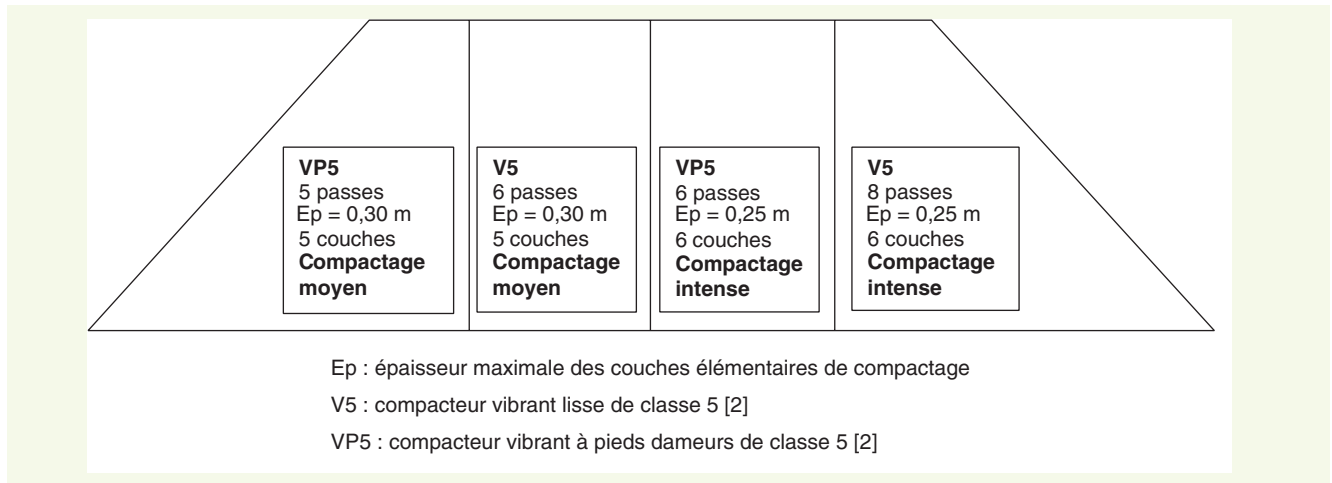 VP5
5 passes
Ep = 0,30 m
5 couches
Compactage
moyen
V5
6 passes
Ep = 0,30 m
5 couches
Compactage
moyen
VP5
6 passes
Ep = 0,25 m
6 couches
Compactage
intense
V5
8 passes
Ep = 0,25 m
6 couches
Compactage
intense
Ep : épaisseur maximale des couches élémentaires de compactage
V5 : compacteur vibrant lisse de classe 5 [2]
VP5 : compacteur vibrant à pieds dameurs de classe 5 [2]